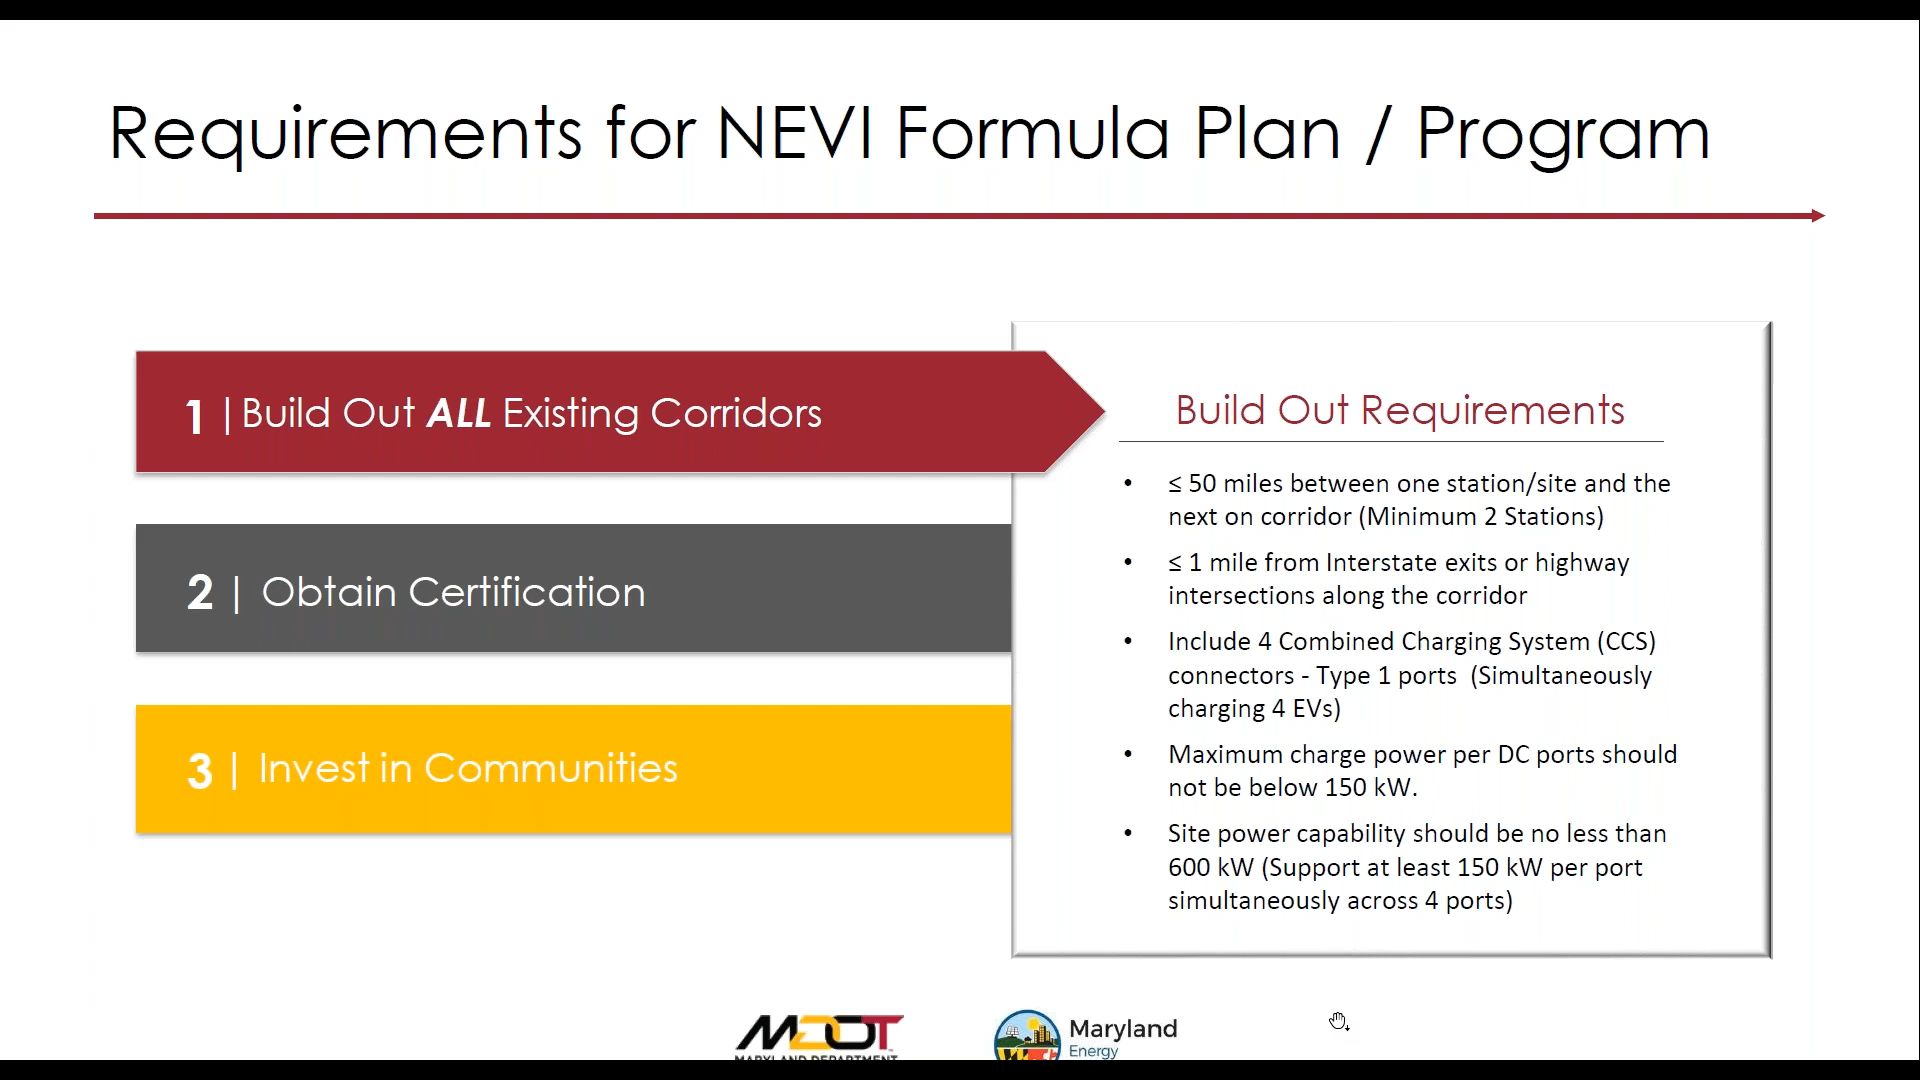 Requirements for NEVI Formula Plan / Program
1 | Build Out ALL Existing Corridors
2 | Obtain Certification
3 | Invest in Communities
Build Out Requirements
• ≤ 50 miles between one station/site and the
next on corridor (Minimum 2 Stations)
• ≤ 1 mile from Interstate exits or highway
intersections along the corridor
• Include 4 Combined Charging System (CCS)
connectors - Type 1 ports (Simultaneously
charging 4 EVs)
• Maximum charge power per DC ports should
not be below 150 kW.
• Site power capability should be no less than
600 kW (Support at least 150 kW per port
simultaneously across 4 ports)
MDOT
MARYLAND DEPARTMENT
Maryland
Energy